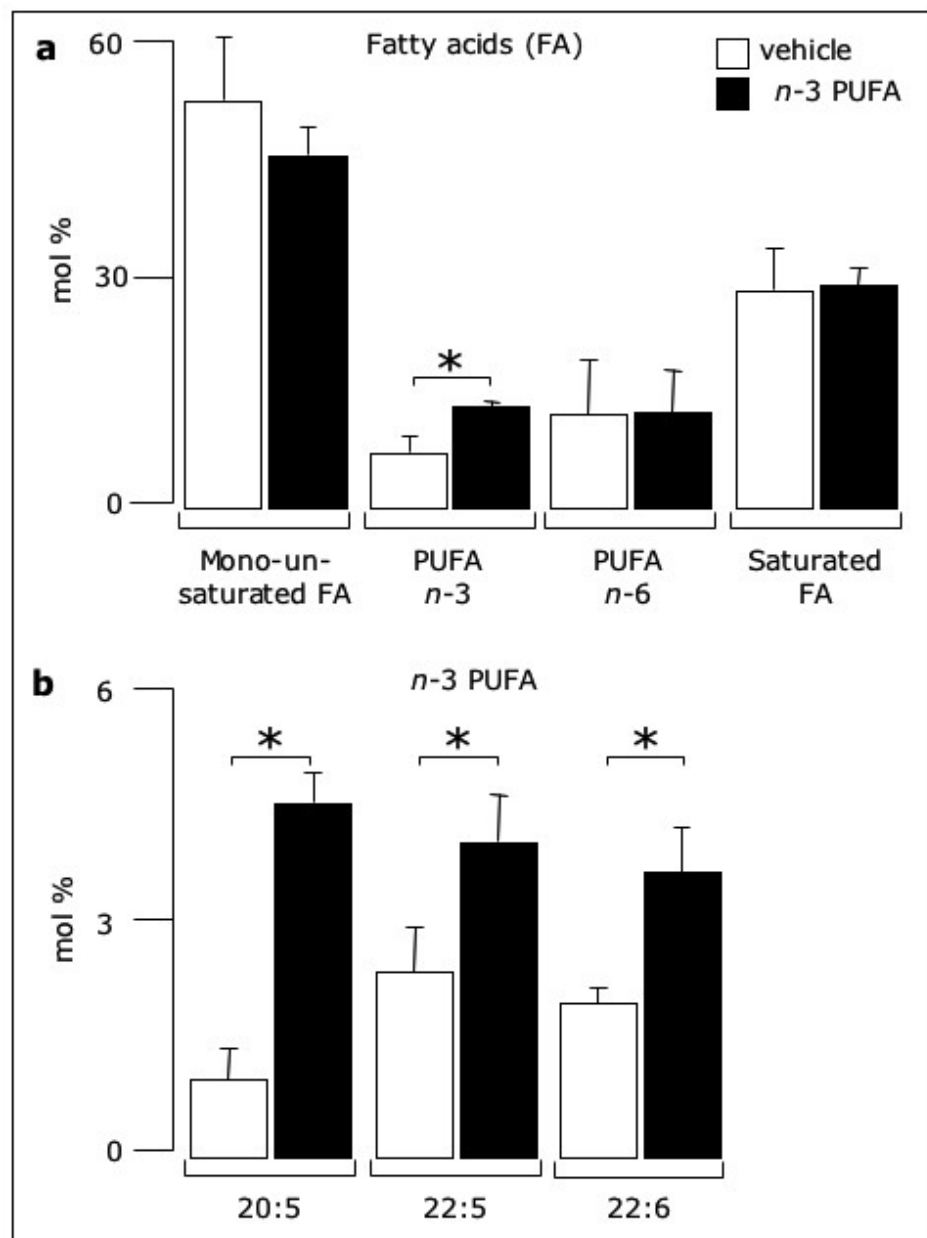 a
60
Fatty acids (FA)
vehicle
n-3 PUFA
mol %
30
*
0
Mono-un-
saturated FA
PUFA
n-3
PUFA
n-6
Saturated
FA
b
6
n-3 PUFA
* * *
mol %
3
0
20:5 22:5 22:6